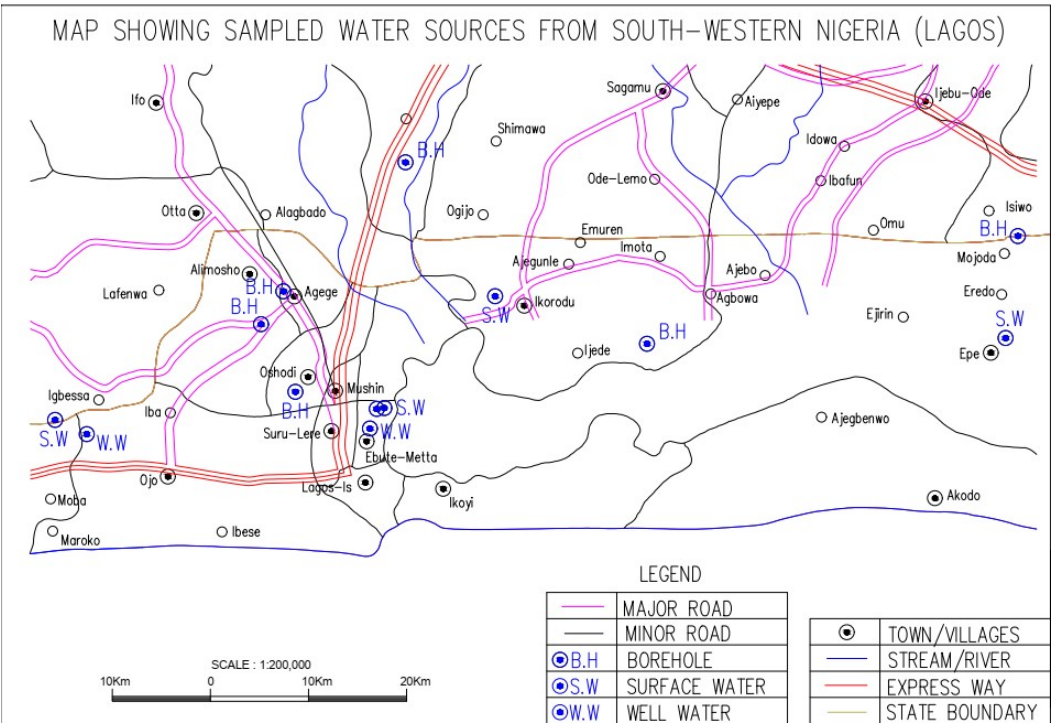 MAP SHOWING SAMPLED WATER SOURCES FROM SOUTH-WESTERN NIGERIA (LAGOS)
Ifo
Sagamu
Aiyepe
Ijebu-Ode
Shimawa
B.H
Idowa
Ode-Lemo
Ibafun
Otta
Alagbado
Ogijo
Isiwo
Omu
B.H
Emuren
Imota
Mojoda
Ajegunle
Alimosho
Ajebo
Lafenwa
B.H
Agege
S.W
Ikorodu
Agbowa
Eredo
B.H
Ejirin
S.W
B.H
Ijede
Epe
Oshodi
Mushin
Igbessa
Iba
B.H
S.W
Ajegbenwo
S.W
W.W
Suru-Lere
W.W
Ebute-Metta
Ojo
Lagos-Is
Ikoyi
Moba
Akodo
Maroko
Ibese
LEGEND
MAJOR ROAD
MINOR ROAD
B.H BOREHOLE
S.W SURFACE WATER
W.W WELL WATER
TOWN/VILLAGES
STREAM/RIVER
EXPRESS WAY
STATE BOUNDARY
SCALE : 1:200,000
10Km 0 10Km 20Km